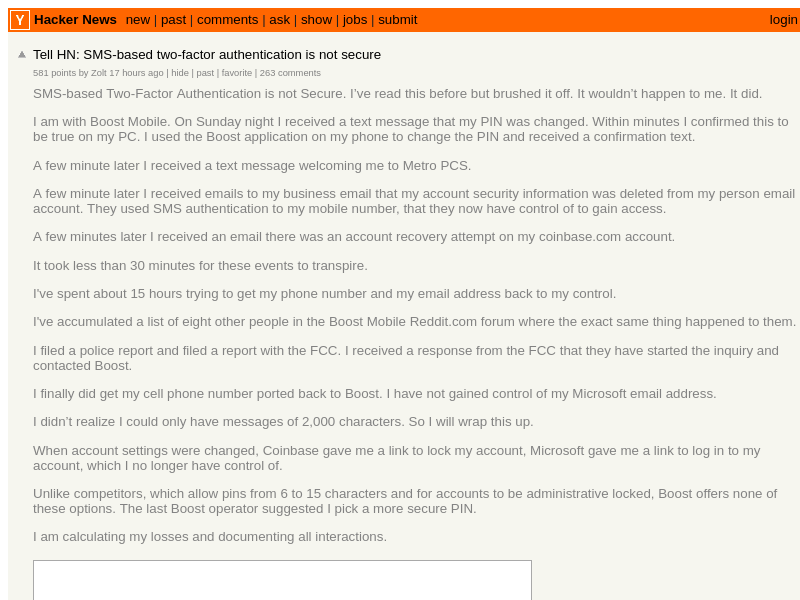 Y Hacker News new | past | comments | ask | show | jobs | submit login
Tell HN: SMS-based two-factor authentication is not secure
581 points by Zolt 17 hours ago | hide | past | favorite | 263 comments
SMS-based Two-Factor Authentication is not Secure. I've read this before but brushed it off. It wouldn't happen to me. It did.
I am with Boost Mobile. On Sunday night I received a text message that my PIN was changed. Within minutes I confirmed this to
be true on my PC. I used the Boost application on my phone to change the PIN and received a confirmation text.
A few minute later I received a text message welcoming me to Metro PCS.
A few minute later I received emails to my business email that my account security information was deleted from my person email
account. They used SMS authentication to my mobile number, that they now have control of to gain access.
A few minutes later I received an email there was an account recovery attempt on my coinbase.com account.
It took less than 30 minutes for these events to transpire.
I've spent about 15 hours trying to get my phone number and my email address back to my control.
I've accumulated a list of eight other people in the Boost Mobile Reddit.com forum where the exact same thing happened to them.
I filed a police report and filed a report with the FCC. I received a response from the FCC that they have started the inquiry and
contacted Boost.
I finally did get my cell phone number ported back to Boost. I have not gained control of my Microsoft email address.
I didn't realize I could only have messages of 2,000 characters. So I will wrap this up.
When account settings were changed, Coinbase gave me a link to lock my account, Microsoft gave me a link to log in to my
account, which I no longer have control of.
Unlike competitors, which allow pins from 6 to 15 characters and for accounts to be administrative locked, Boost offers none of
these options. The last Boost operator suggested I pick a more secure PIN.
I am calculating my losses and documenting all interactions.